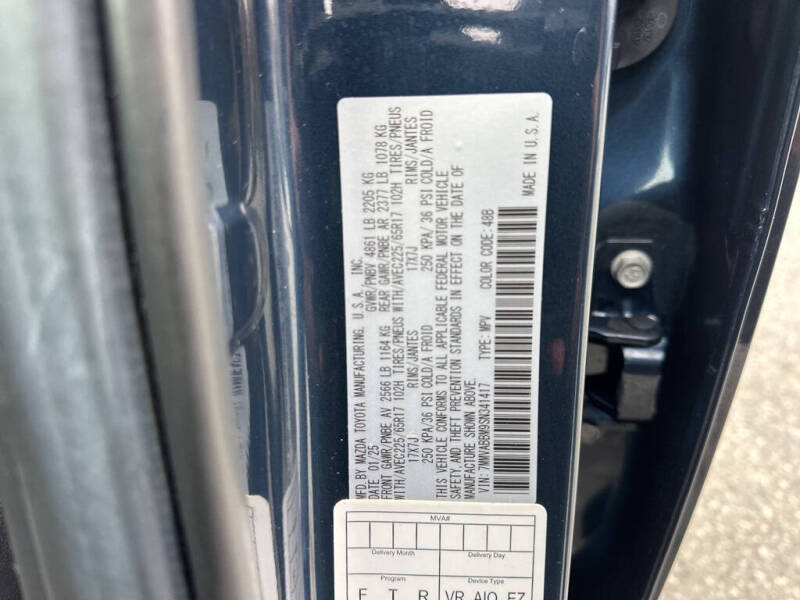 MFD. BY MAZDA TOYOTA MANUFACTURING, U.S.A., INC.
DATE 01/25 GVWR/PNBV 4861 LB 2205 KG
FRONT GAWR/PNBE AV 2566 LB 1164 KG REAR GAWR/PNBE AR 2377 LB 1078 KG
WITH/AVEC225/65R17 102H TIRES/PNEUS WITH/AVEC225/65R17 102H TIRES/PNEUS
17X7J RIMS/JANTES 17X7J RIMS/JANTES
250 KPA/36 PSI COLD/A FROID 250 KPA/ 36 PSI COLD/A FROID
THIS VEHICLE CONFORMS TO ALL APPLICABLE FEDERAL MOTOR VEHICLE
SAFETY, AND THEFT PREVENTION STANDARDS IN EFFECT ON THE DATE OF
MANUFACTURE SHOWN ABOVE.
VIN: 7MMVABBM9SN341417 TYPE: MPV COLOR CODE: 48B
MADE IN U.S.A.
MVA#
Delivery Month Delivery Day
Program Device Type
F T R VR AIO EZ